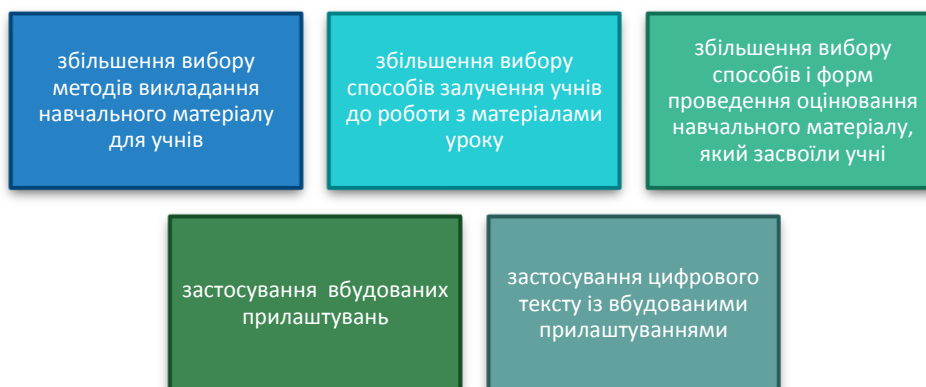 збільшення вибору
методів викладання
навчального матеріалу
для учнів
збільшення вибору
способів залучення учнів
до роботи з матеріалами
уроку
збільшення вибору
способів і форм
проведення оцінювання
навчального матеріалу,
який засвоїли учні
застосування вбудованих
прилаштувань
застосування цифрового
тексту із вбудованими
прилаштуваннями